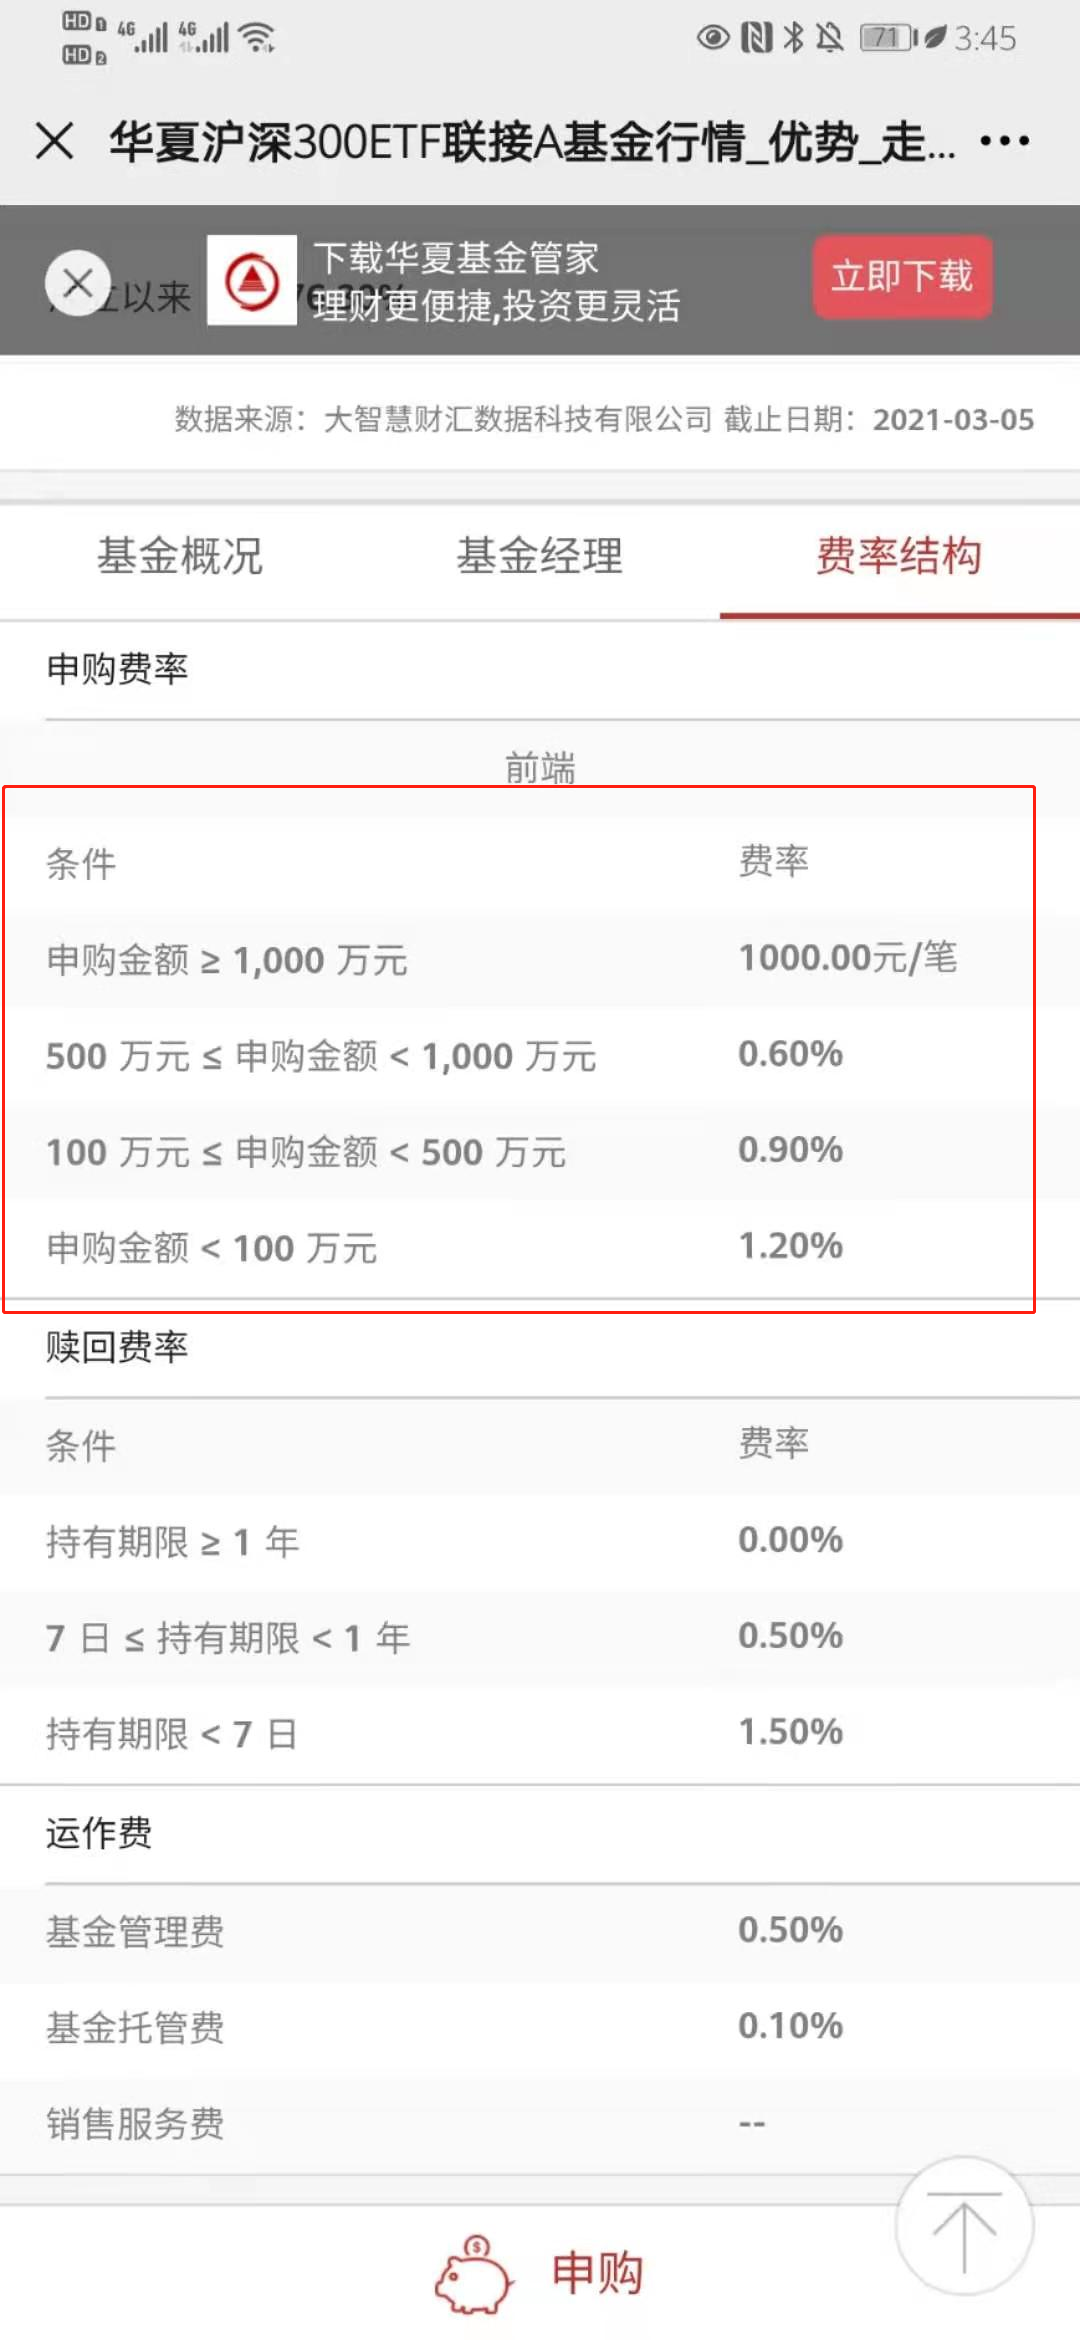 HD 1 4G 4G 71 3:45
HD 2
华夏沪深300ETF联接A基金行情_优势_走...
下载华夏基金管家
以来
理财更便捷,投资更灵活
立即下载
数据来源：大智慧财汇数据科技有限公司 截止日期：2021-03-05
基金概况 基金经理 费率结构
申购费率
前端
条件 费率
申购金额 ≥ 1,000 万元 1000.00元/笔
500 万元 ≤ 申购金额 < 1,000 万元 0.60%
100 万元 ≤ 申购金额 < 500 万元 0.90%
申购金额 < 100 万元 1.20%
赎回费率
条件 费率
持有期限 ≥ 1 年 0.00%
7 日 ≤ 持有期限 < 1 年 0.50%
持有期限 < 7 日 1.50%
运作费
基金管理费 0.50%
基金托管费 0.10%
销售服务费 --
申购